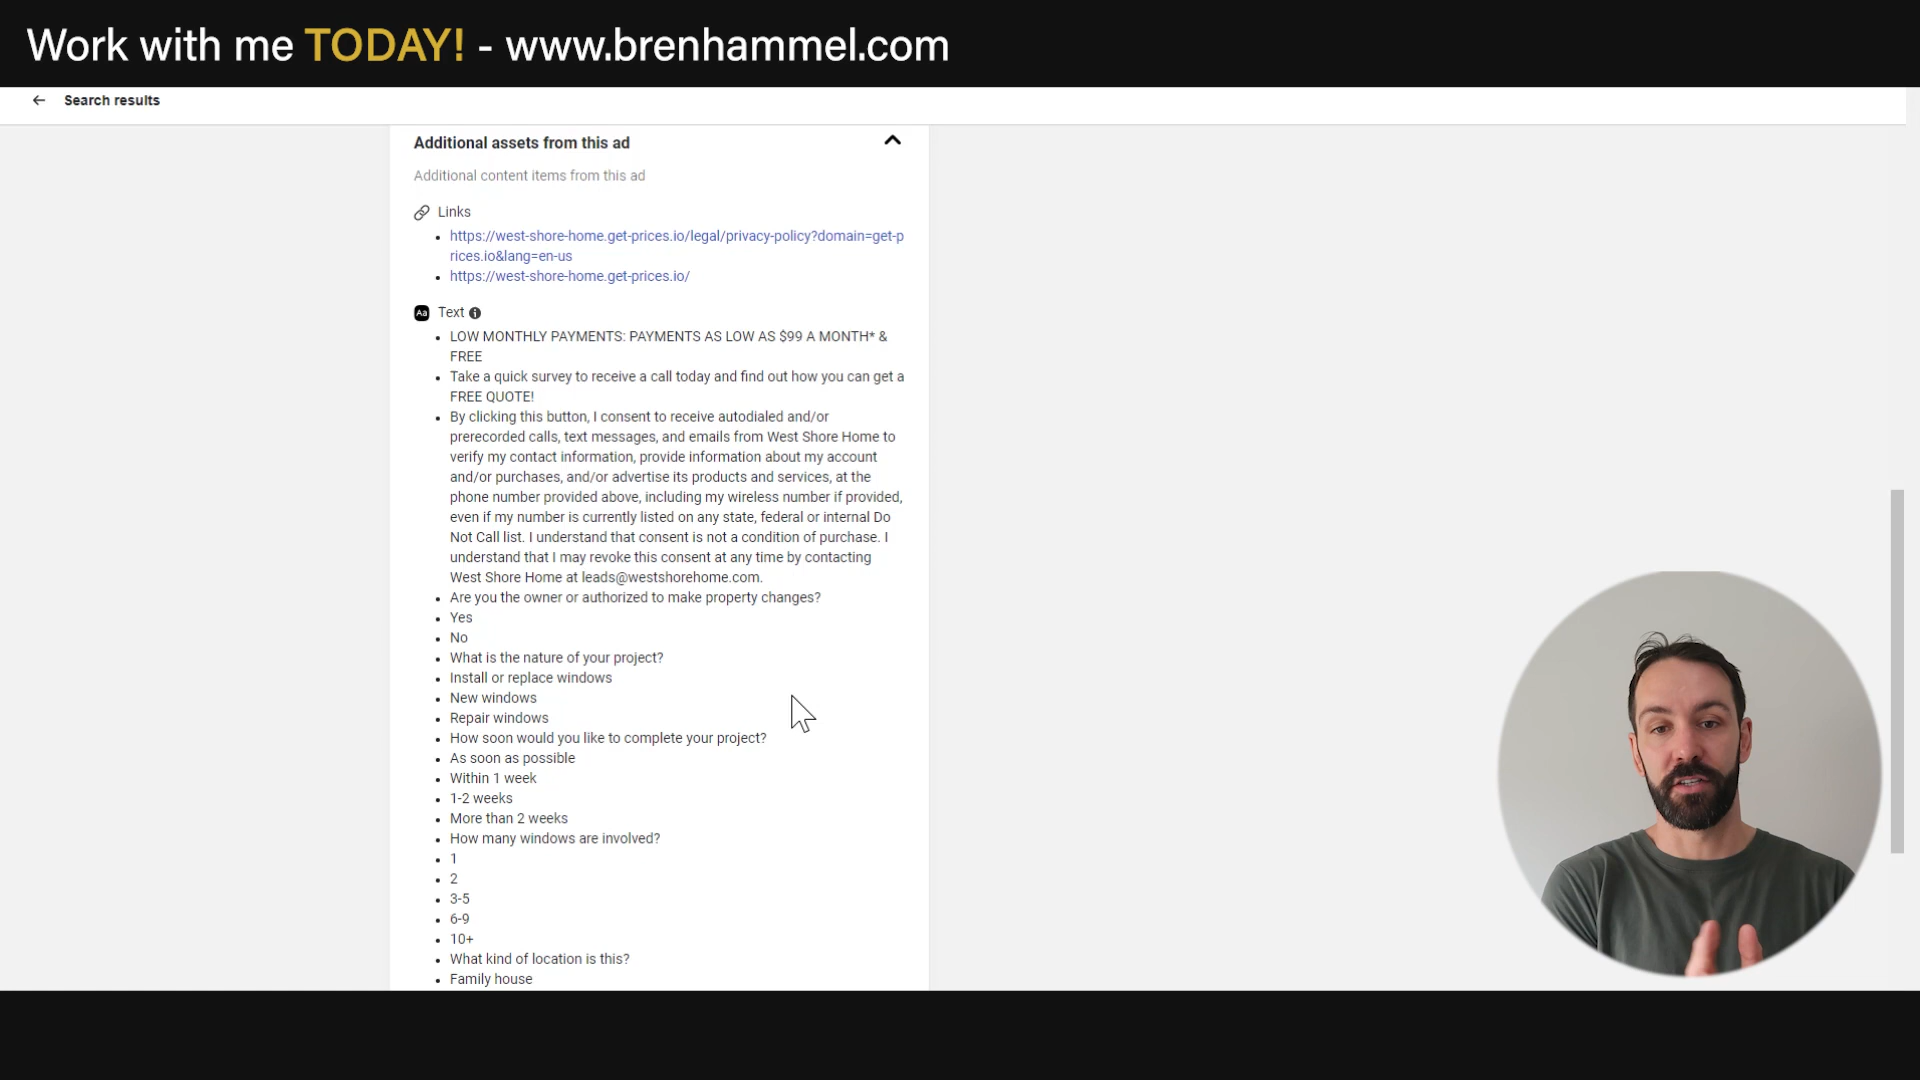 Work with me TODAY! - www.brenhammel.com
Search results
Additional assets from this ad
Additional content items from this ad
Links
https://west-shore-home.get-prices.io/legal/privacy-policy?domain=get-p
rices.io&lang=en-us
https://west-shore-home.get-prices.io/
Aa Text
LOW MONTHLY PAYMENTS: PAYMENTS AS LOW AS $99 A MONTH* &
FREE
Take a quick survey to receive a call today and find out how you can get a
FREE QUOTE!
By clicking this button, I consent to receive autodialed and/or
prerecorded calls, text messages, and emails from West Shore Home to
verify my contact information, provide information about my account
and/or purchases, and/or advertise its products and services, at the
phone number provided above, including my wireless number if provided,
even if my number is currently listed on any state, federal or internal Do
Not Call list. I understand that consent is not a condition of purchase. I
understand that I may revoke this consent at any time by contacting
West Shore Home at leads@westshorehome.com.
Are you the owner or authorized to make property changes?
Yes
No
What is the nature of your project?
Install or replace windows
New windows
Repair windows
How soon would you like to complete your project?
As soon as possible
Within 1 week
1-2 weeks
More than 2 weeks
How many windows are involved?
1
2
3-5
6-9
10+
What kind of location is this?
Family house